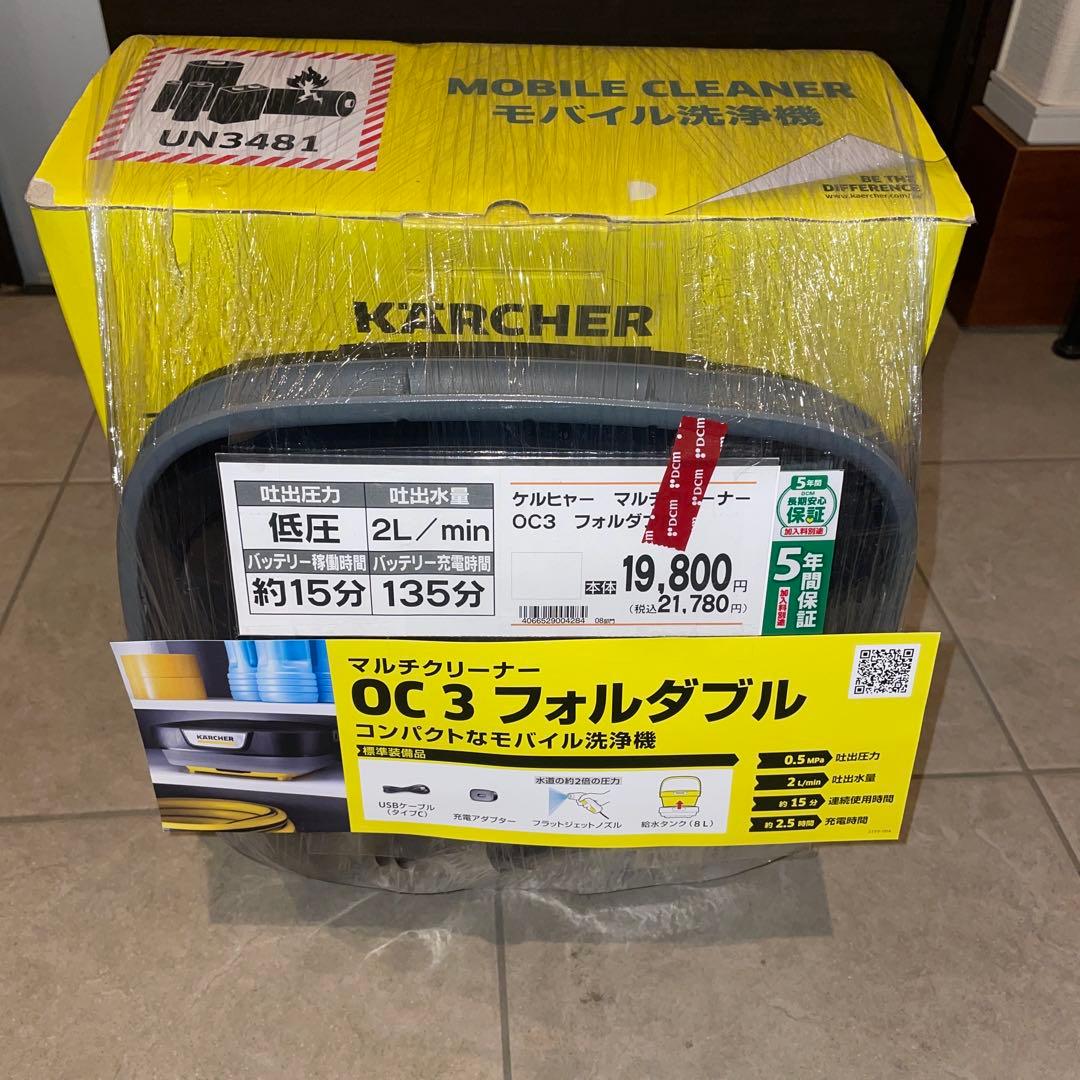 UN3481
MOBILE CLEANER
モバイル洗浄機
BE THE
DIFFERENCE
KÄRCHER
吐出圧力 吐出水量
低圧 2L/min
バッテリー稼働時間 バッテリー充電時間
約15分 135分
ケルヒャー マルチクリーナー
OC3 フォルダ
本体 19,800円
(税込21,780円)
4066529004284 08部門
DCM
DCM
DCM
5年間
DCM
長期安心
保証
加入料別途
5年間保証
加入料別途
マルチクリーナー
OC 3 フォルダブル
コンパクトなモバイル洗浄機
標準装備品
USBケーブル
(タイプC)
充電アダプター
水道の約2倍の圧力
フラットジェットノズル
給水タンク(8L)
0.5 MPa 吐出圧力
2 L/min 吐出水量
約15分 連続使用時間
約2.5時間 充電時間
KÄRCHER